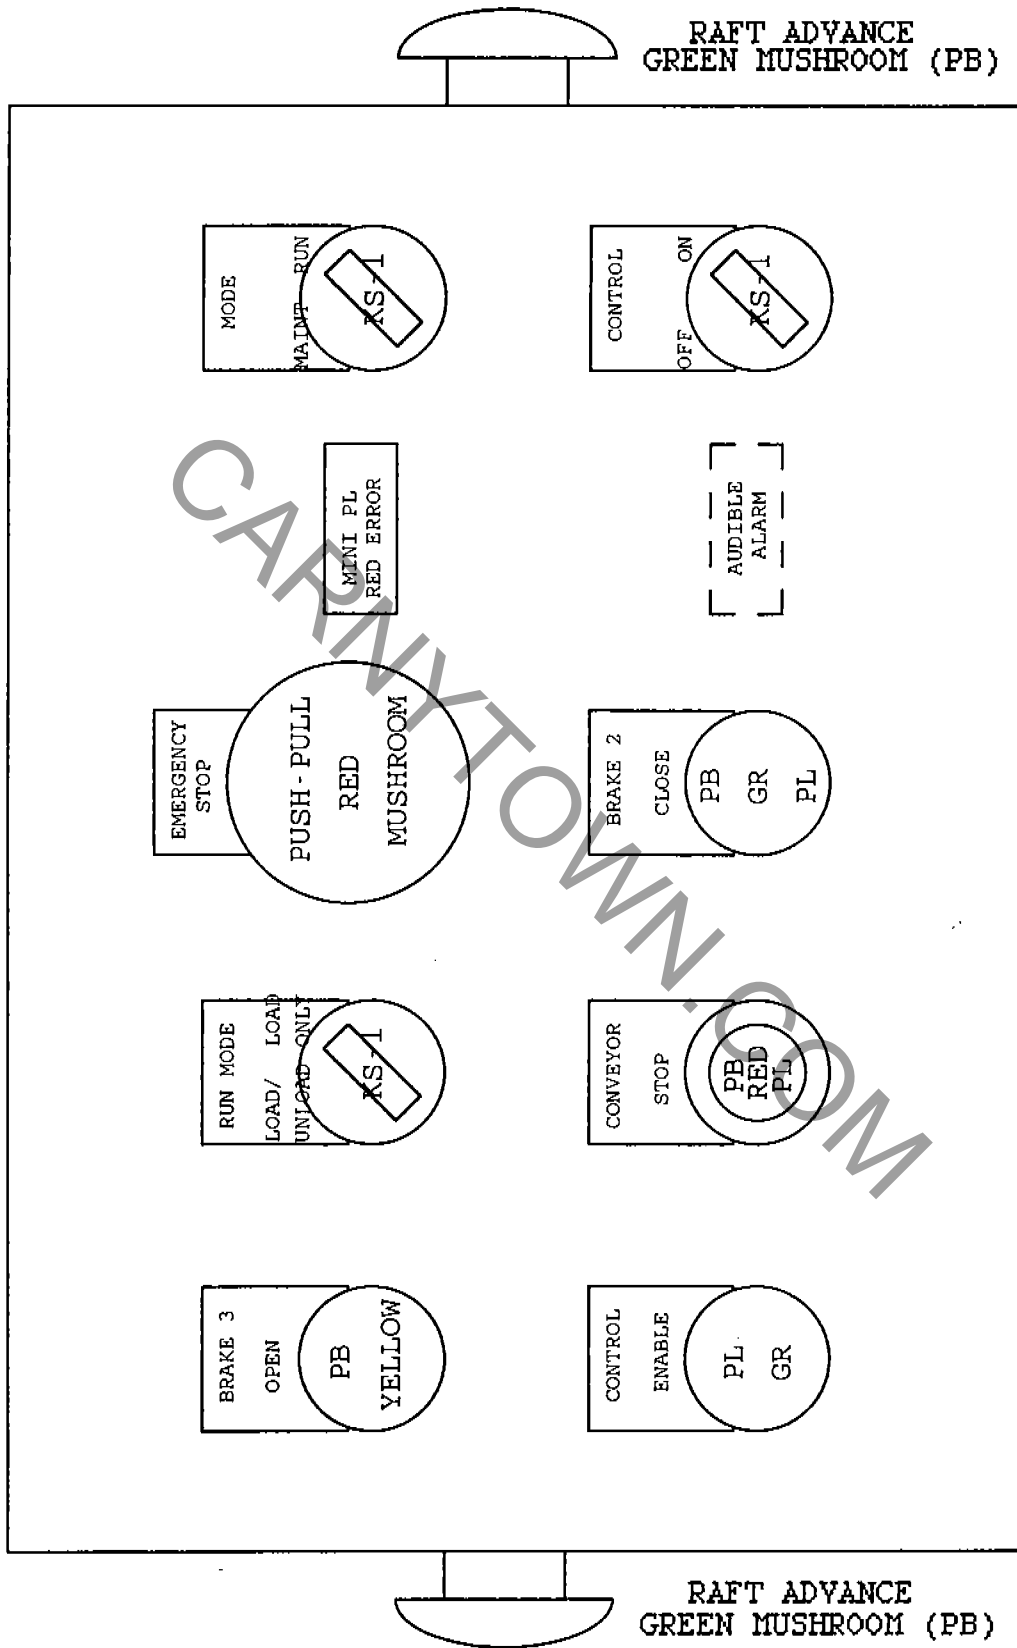 RAFT ADVANCE
GREEN MUSHROOM (PB)
MODE
MAINT RUN
KS-1
CONTROL
OFF ON
KS-1
MINI PL
RED ERROR
AUDIBLE
ALARM
EMERGENCY
STOP
PUSH-PULL
RED
MUSHROOM
BRAKE 2
CLOSE
PB
GR
PL
RUN MODE
LOAD/ LOAD
UNLOAD ONLY
KS-1
CONVEYOR
STOP
PB
RED
PL
BRAKE 3
OPEN
PB
YELLOW
CONTROL
ENABLE
PL
GR
RAFT ADVANCE
GREEN MUSHROOM (PB)
CARNYTOWN.COM